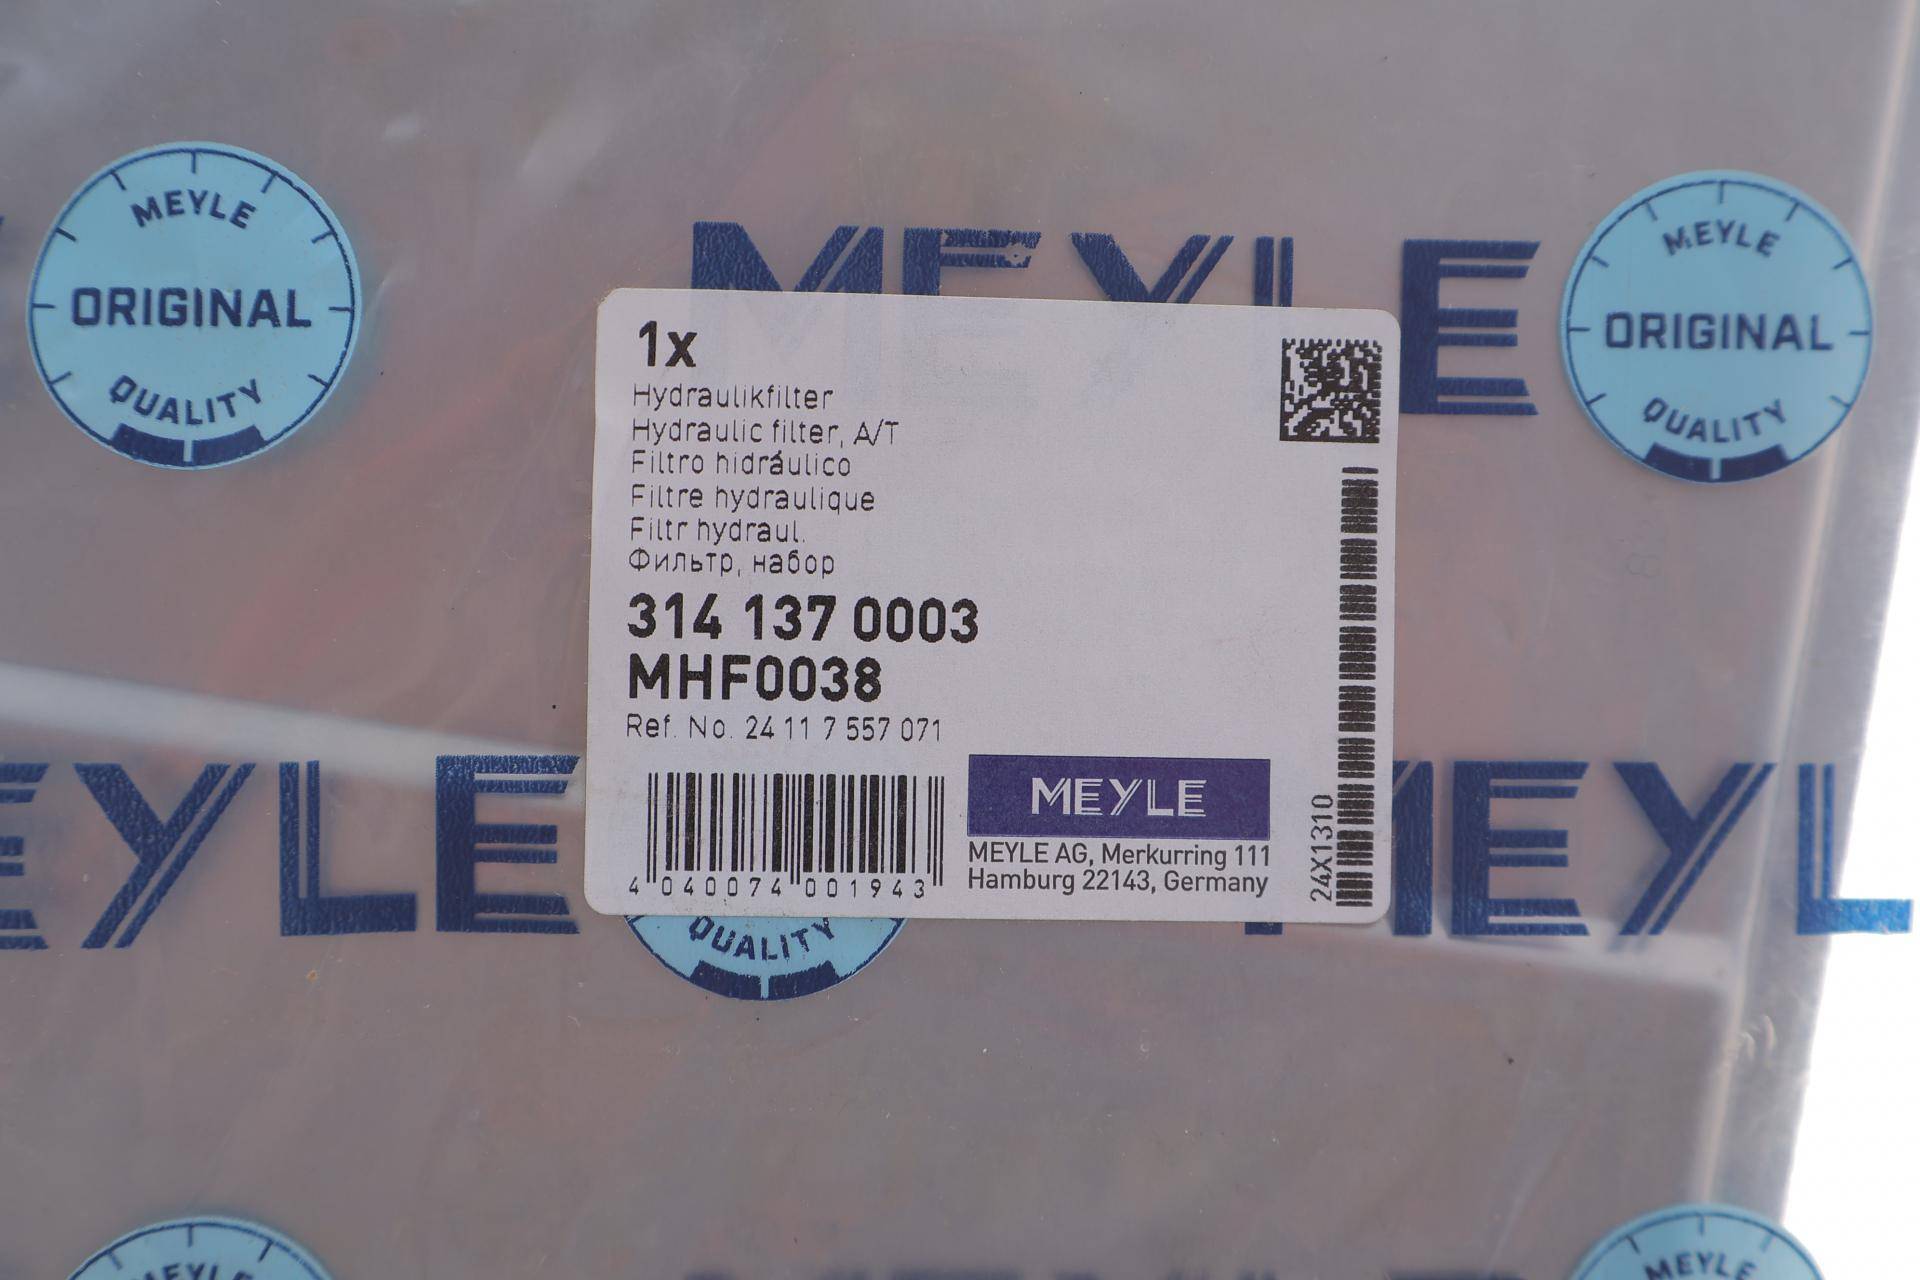 MEYLE
ORIGINAL
QUALITY
MEYLE
MEYLE
ORIGINAL
QUALITY
1x
Hydraulikfilter
Hydraulic filter, A/T
Filtro hidráulico
Filtre hydraulique
Filtr hydraul.
Фильтр, набор
314 137 0003
MHF0038
Ref. No. 24 11 7 557 071
4 040074 001943
MEYLE
MEYLE AG, Merkurring 111
Hamburg 22143, Germany
24X1310
EYLE
MEYL
QUALITY
MEYLE
MEYLE